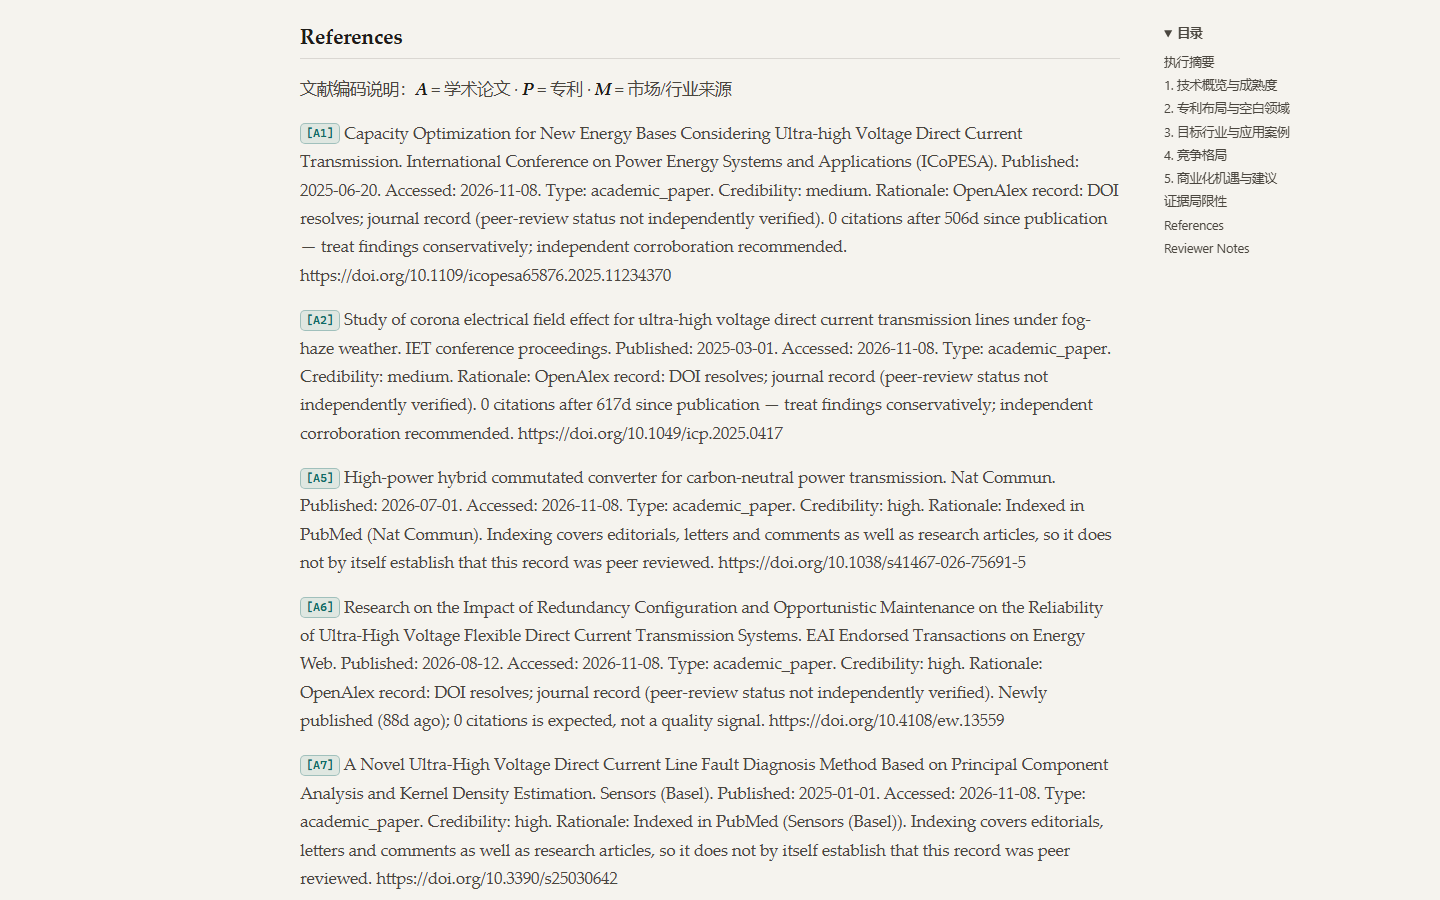 References
文献编码说明：A = 学术论文 · P = 专利 · M = 市场/行业来源
[A1] Capacity Optimization for New Energy Bases Considering Ultra-high Voltage Direct Current
Transmission. International Conference on Power Energy Systems and Applications (ICoPESA). Published:
2025-06-20. Accessed: 2026-11-08. Type: academic_paper. Credibility: medium. Rationale: OpenAlex record: DOI
resolves; journal record (peer-review status not independently verified). 0 citations after 506d since publication
— treat findings conservatively; independent corroboration recommended.
https://doi.org/10.1109/icopesa65876.2025.11234370
[A2] Study of corona electrical field effect for ultra-high voltage direct current transmission lines under fog-
haze weather. IET conference proceedings. Published: 2025-03-01. Accessed: 2026-11-08. Type: academic_paper.
Credibility: medium. Rationale: OpenAlex record: DOI resolves; journal record (peer-review status not
independently verified). 0 citations after 617d since publication — treat findings conservatively; independent
corroboration recommended. https://doi.org/10.1049/icp.2025.0417
[A5] High-power hybrid commutated converter for carbon-neutral power transmission. Nat Commun.
Published: 2026-07-01. Accessed: 2026-11-08. Type: academic_paper. Credibility: high. Rationale: Indexed in
PubMed (Nat Commun). Indexing covers editorials, letters and comments as well as research articles, so it does
not by itself establish that this record was peer reviewed. https://doi.org/10.1038/s41467-026-75691-5
[A6] Research on the Impact of Redundancy Configuration and Opportunistic Maintenance on the Reliability
of Ultra-High Voltage Flexible Direct Current Transmission Systems. EAI Endorsed Transactions on Energy
Web. Published: 2026-08-12. Accessed: 2026-11-08. Type: academic_paper. Credibility: high. Rationale:
OpenAlex record: DOI resolves; journal record (peer-review status not independently verified). Newly
published (88d ago); 0 citations is expected, not a quality signal. https://doi.org/10.4108/ew.13559
[A7] A Novel Ultra-High Voltage Direct Current Line Fault Diagnosis Method Based on Principal Component
Analysis and Kernel Density Estimation. Sensors (Basel). Published: 2025-01-01. Accessed: 2026-11-08. Type:
academic_paper. Credibility: high. Rationale: Indexed in PubMed (Sensors (Basel)). Indexing covers editorials,
letters and comments as well as research articles, so it does not by itself establish that this record was peer
reviewed. https://doi.org/10.3390/s25030642
▼ 目录
执行摘要
1. 技术概览与成熟度
2. 专利布局与空白领域
3. 目标行业与应用案例
4. 竞争格局
5. 商业化机遇与建议
证据局限性
References
Reviewer Notes